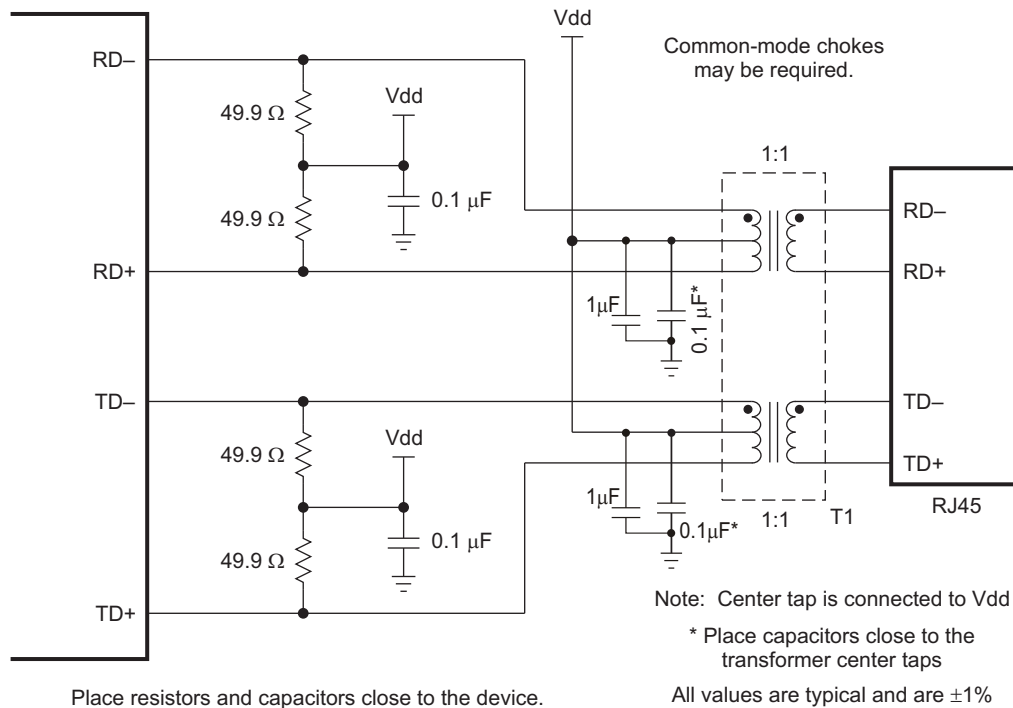 Vdd
Common-mode chokes
may be required.
RD–
49.9 Ω
Vdd
0.1 μF
49.9 Ω
RD+
1:1
RD–
RD+
1μF
0.1 μF*
TD–
49.9 Ω
Vdd
0.1 μF
49.9 Ω
TD+
TD–
TD+
1μF
0.1μF*
1:1
T1
RJ45
Note: Center tap is connected to Vdd
* Place capacitors close to the
transformer center taps
Place resistors and capacitors close to the device.
All values are typical and are ±1%